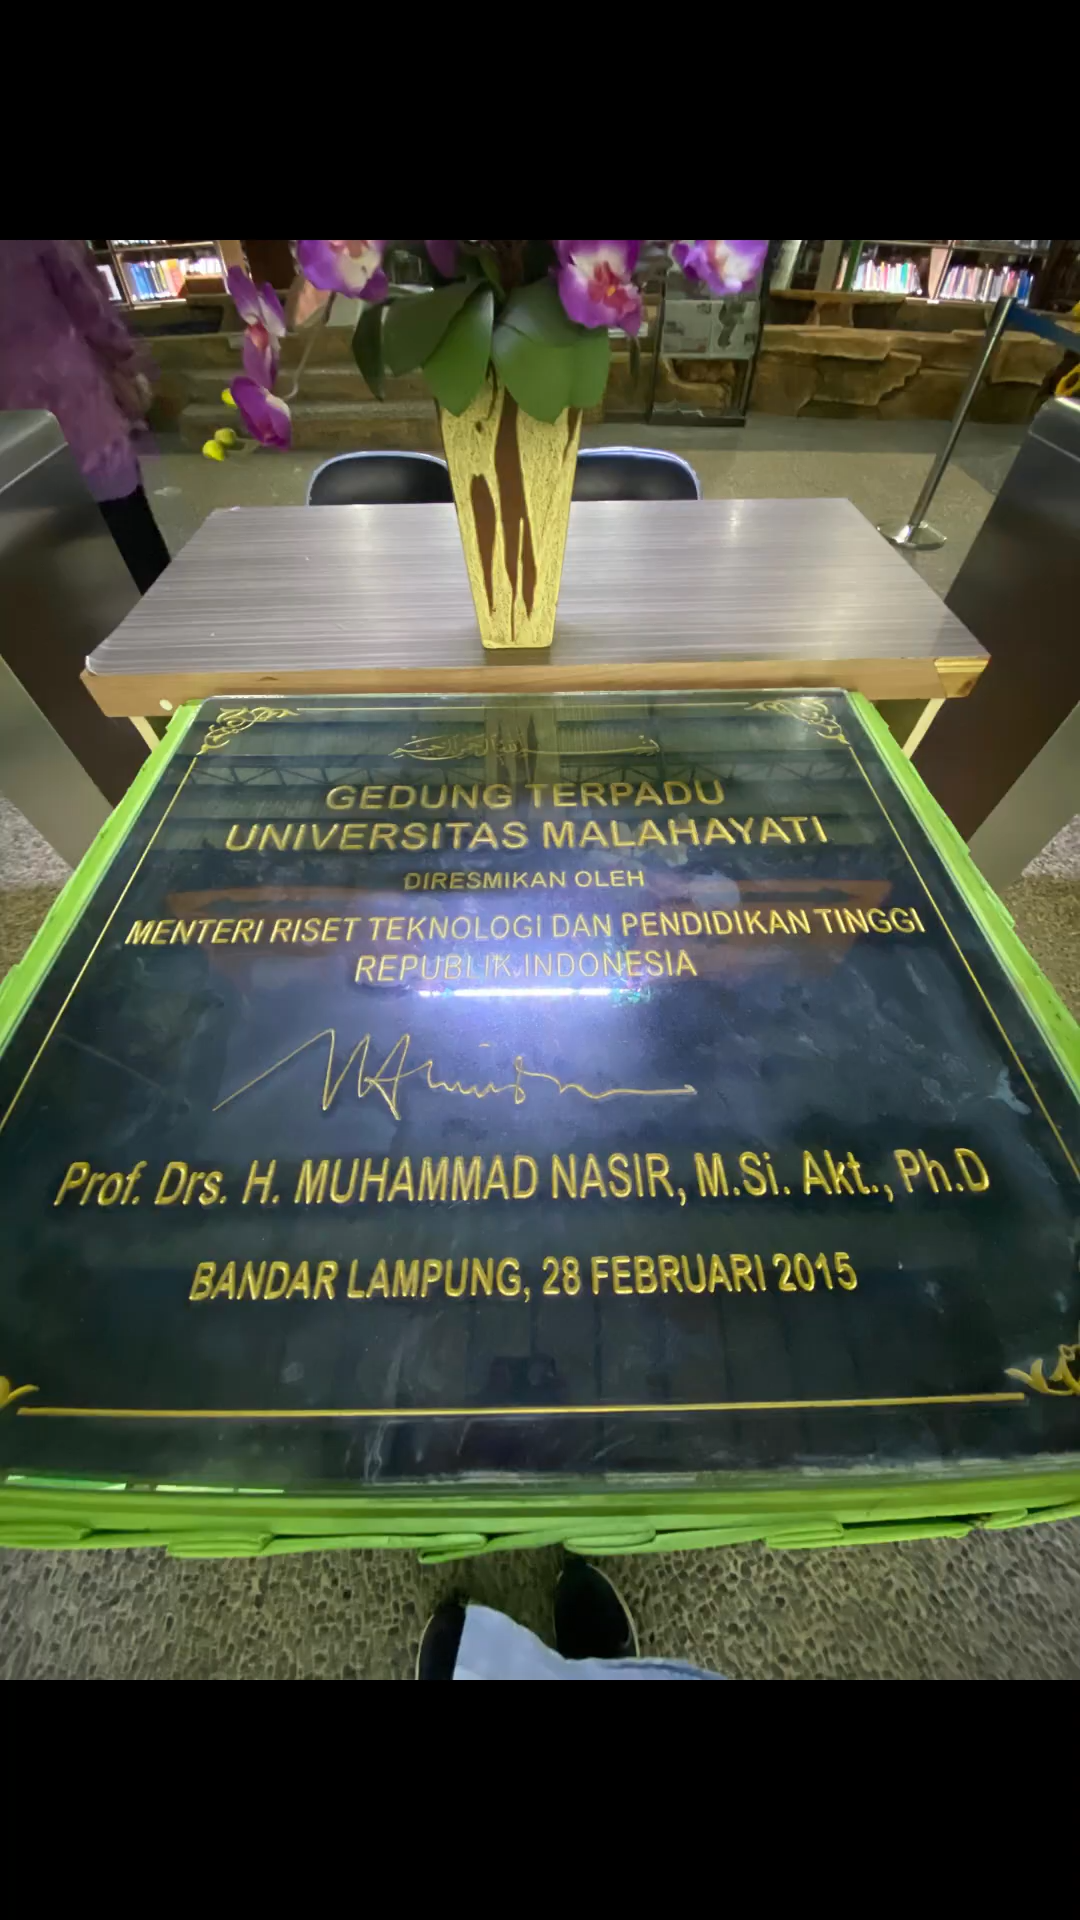 ﷽
GEDUNG TERPADU
UNIVERSITAS MALAHAYATI
DIRESMIKAN OLEH
MENTERI RISET TEKNOLOGI DAN PENDIDIKAN TINGGI
REPUBLIK INDONESIA
Prof. Drs. H. MUHAMMAD NASIR, M.Si. Akt., Ph.D
BANDAR LAMPUNG, 28 FEBRUARI 2015